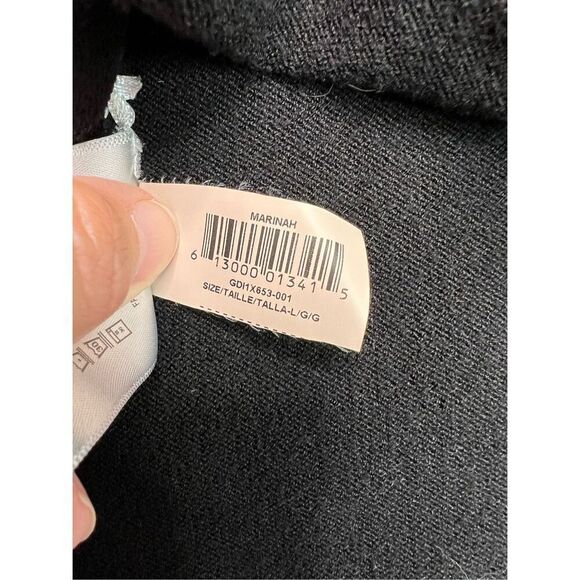 MARINAH
6 13000 01341 5
GDI1X653-001
SIZE/TAILLE/TALLA-L/G/G